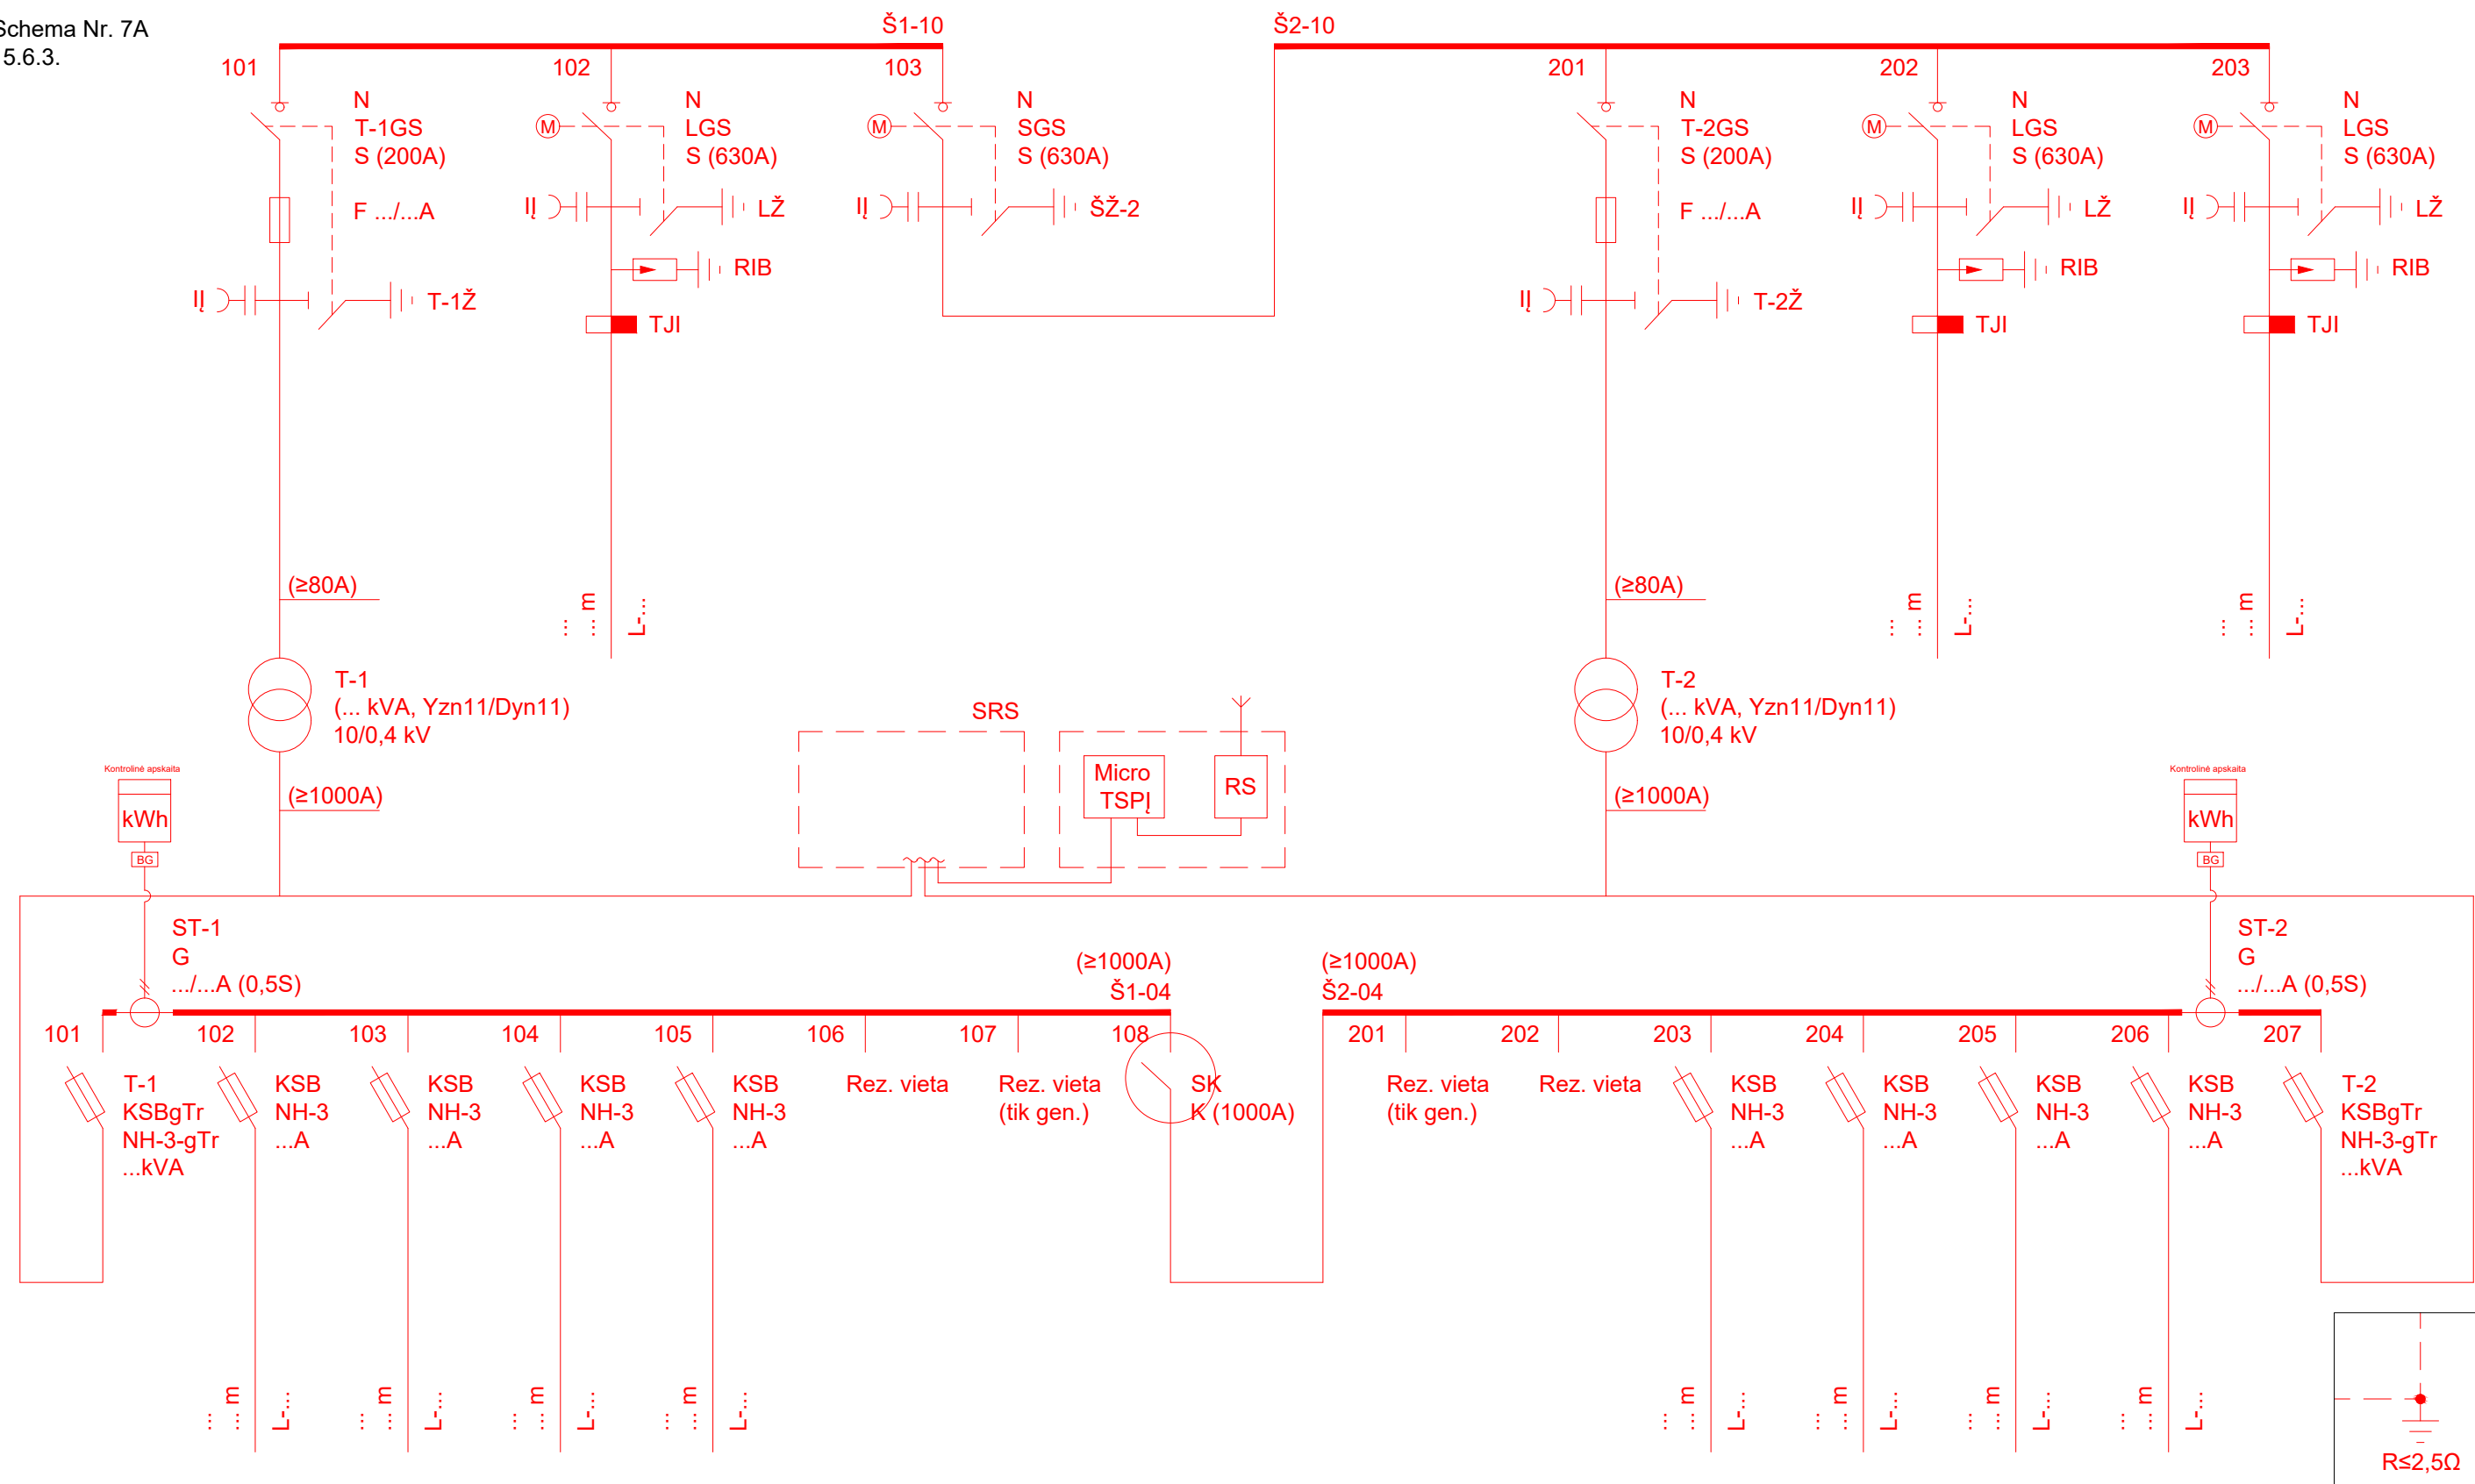 Schema Nr. 7A
5.6.3.
Š1-10
Š2-10
101
102
103
201
202
203
N
T-1GS
S (200A)
F .../...A
IĮ
T-1Ž
M
N
LGS
S (630A)
IĮ
LŽ
RIB
TJI
M
N
SGS
S (630A)
IĮ
ŠŽ-2
N
T-2GS
S (200A)
F .../...A
IĮ
T-2Ž
M
N
LGS
S (630A)
IĮ
LŽ
RIB
TJI
M
N
LGS
S (630A)
IĮ
LŽ
RIB
TJI
(≥80A)
...
... m
L-...
(≥80A)
...
... m
L-...
...
... m
L-...
T-1
(... kVA, Yzn11/Dyn11)
10/0,4 kV
SRS
Micro
TSPĮ
RS
T-2
(... kVA, Yzn11/Dyn11)
10/0,4 kV
Kontrolinė apskaita
kWh
BG
(≥1000A)
(≥1000A)
Kontrolinė apskaita
kWh
BG
ST-1
G
.../...A (0,5S)
(≥1000A)
Š1-04
(≥1000A)
Š2-04
ST-2
G
.../...A (0,5S)
101
102
103
104
105
106
107
108
201
202
203
204
205
206
207
T-1
KSBgTr
NH-3-gTr
...kVA
KSB
NH-3
...A
KSB
NH-3
...A
KSB
NH-3
...A
KSB
NH-3
...A
Rez. vieta
Rez. vieta
(tik gen.)
SK
K (1000A)
Rez. vieta
(tik gen.)
Rez. vieta
KSB
NH-3
...A
KSB
NH-3
...A
KSB
NH-3
...A
KSB
NH-3
...A
T-2
KSBgTr
NH-3-gTr
...kVA
...
... m
L-...
...
... m
L-...
...
... m
L-...
...
... m
L-...
...
... m
L-...
...
... m
L-...
...
... m
L-...
...
... m
L-...
R≤2,5Ω